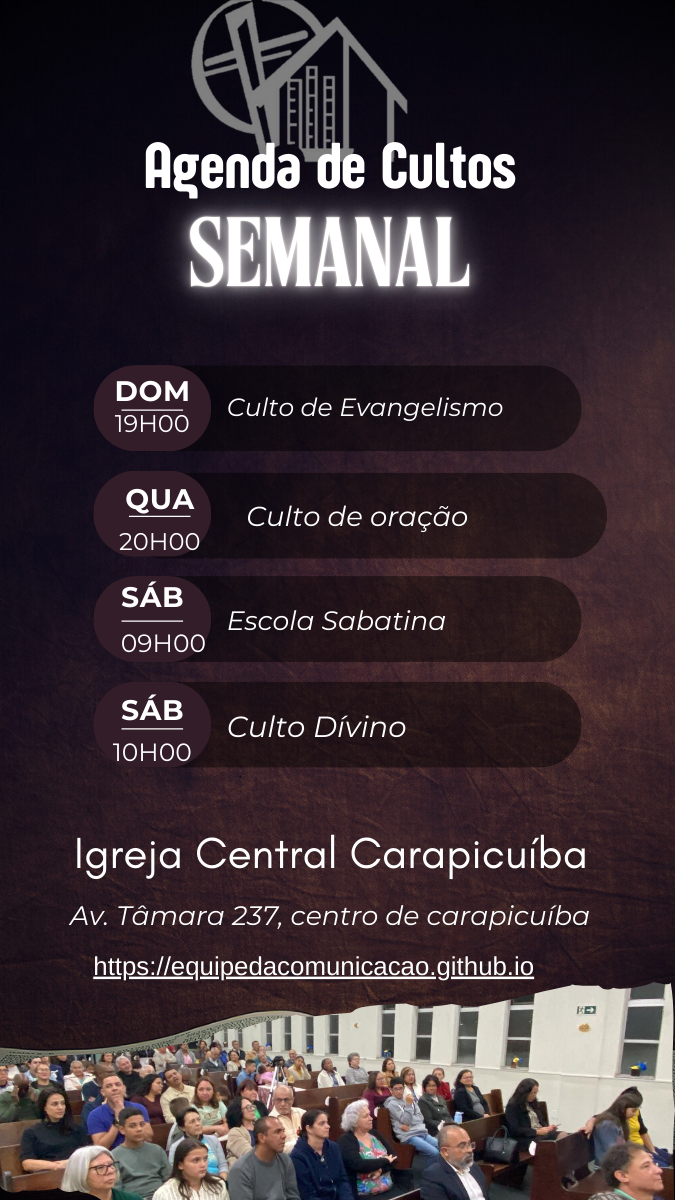 Agenda de Cultos
SEMANAL
DOM
19H00
Culto de Evangelismo
QUA
20H00
Culto de oração
SÁB
09H00
Escola Sabatina
SÁB
10H00
Culto Dívino
Igreja Central Carapicuíba
Av. Tâmara 237, centro de carapicuíba
https://equipedacomunicacao.github.io